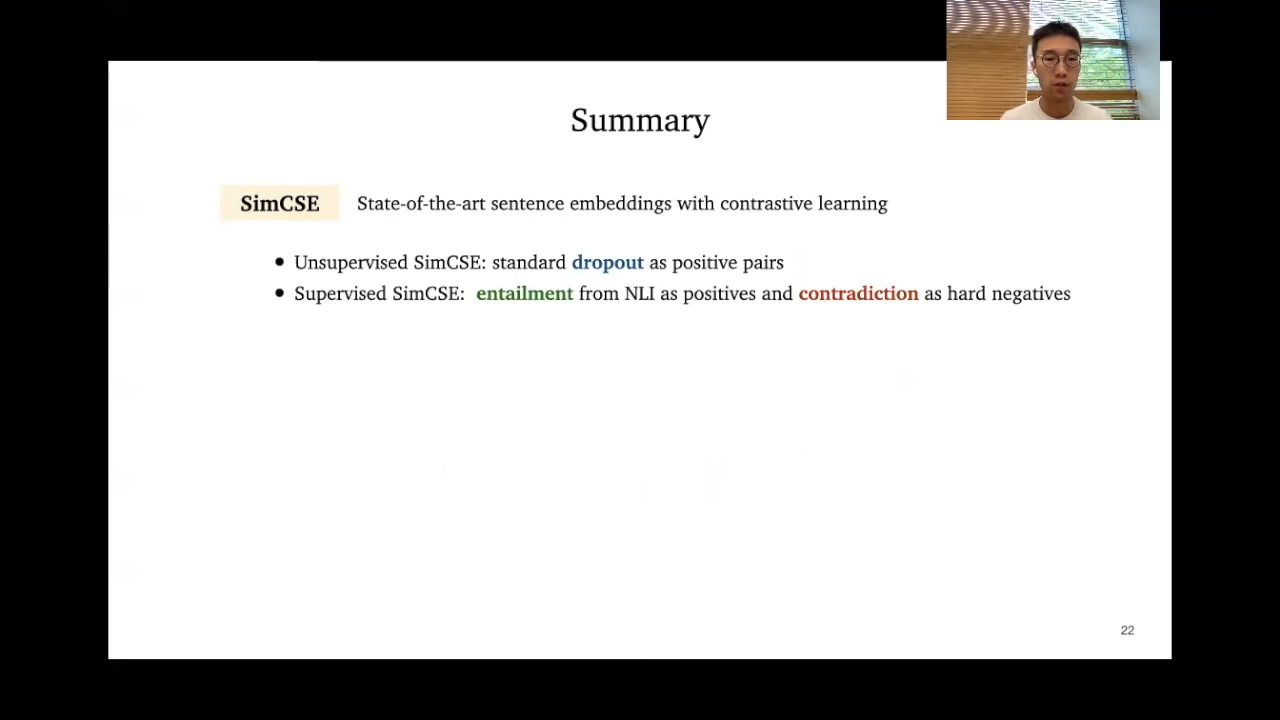 Summary
SimCSE State-of-the-art sentence embeddings with contrastive learning
• Unsupervised SimCSE: standard dropout as positive pairs
• Supervised SimCSE: entailment from NLI as positives and contradiction as hard negatives
22